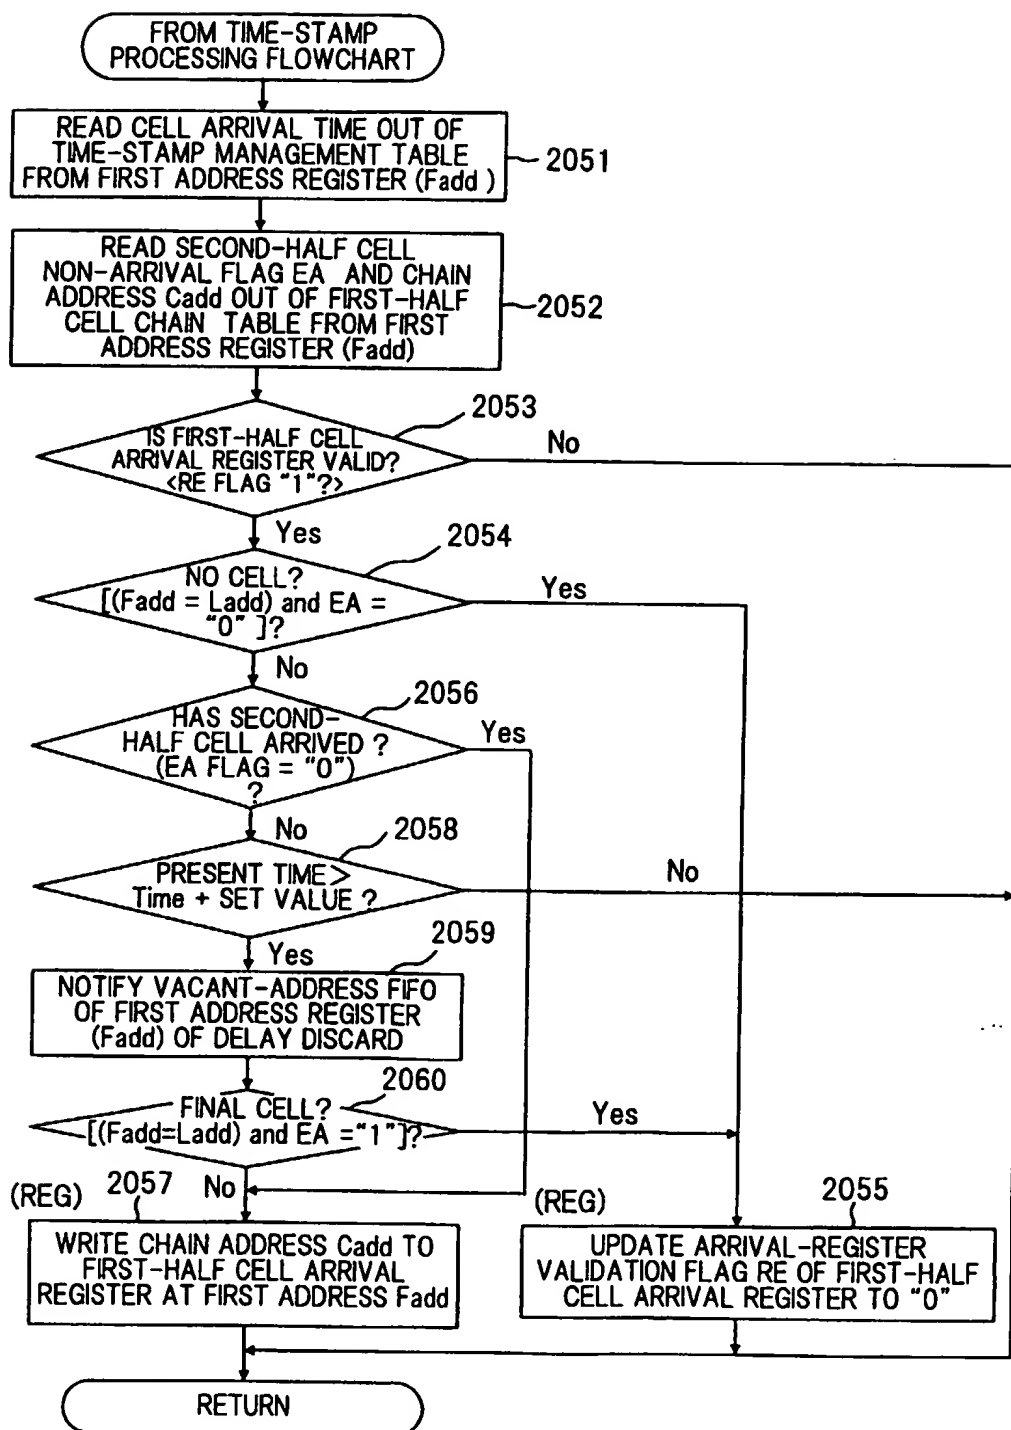 FROM TIME-STAMP
PROCESSING FLOWCHART
READ CELL ARRIVAL TIME OUT OF
TIME-STAMP MANAGEMENT TABLE
FROM FIRST ADDRESS REGISTER (Fadd )
2051
READ SECOND-HALF CELL
NON-ARRIVAL FLAG EA AND CHAIN
ADDRESS Cadd OUT OF FIRST-HALF
CELL CHAIN TABLE FROM FIRST
ADDRESS REGISTER (Fadd)
2052
2053
IS FIRST-HALF CELL
ARRIVAL REGISTER VALID?
<RE FLAG "1"?>
No
Yes
2054
NO CELL?
[(Fadd = Ladd) and EA =
"0" ]?
Yes
No
2056
HAS SECOND-
HALF CELL ARRIVED ?
(EA FLAG = "0")
?
Yes
No
2058
PRESENT TIME >
Time + SET VALUE ?
No
Yes
2059
NOTIFY VACANT-ADDRESS FIFO
OF FIRST ADDRESS REGISTER
(Fadd) OF DELAY DISCARD
2060
FINAL CELL?
[(Fadd=Ladd) and EA ="1"]?
Yes
No
(REG)
2057
WRITE CHAIN ADDRESS Cadd TO
FIRST-HALF CELL ARRIVAL
REGISTER AT FIRST ADDRESS Fadd
(REG)
2055
UPDATE ARRIVAL-REGISTER
VALIDATION FLAG RE OF FIRST-HALF
CELL ARRIVAL REGISTER TO "0"
RETURN